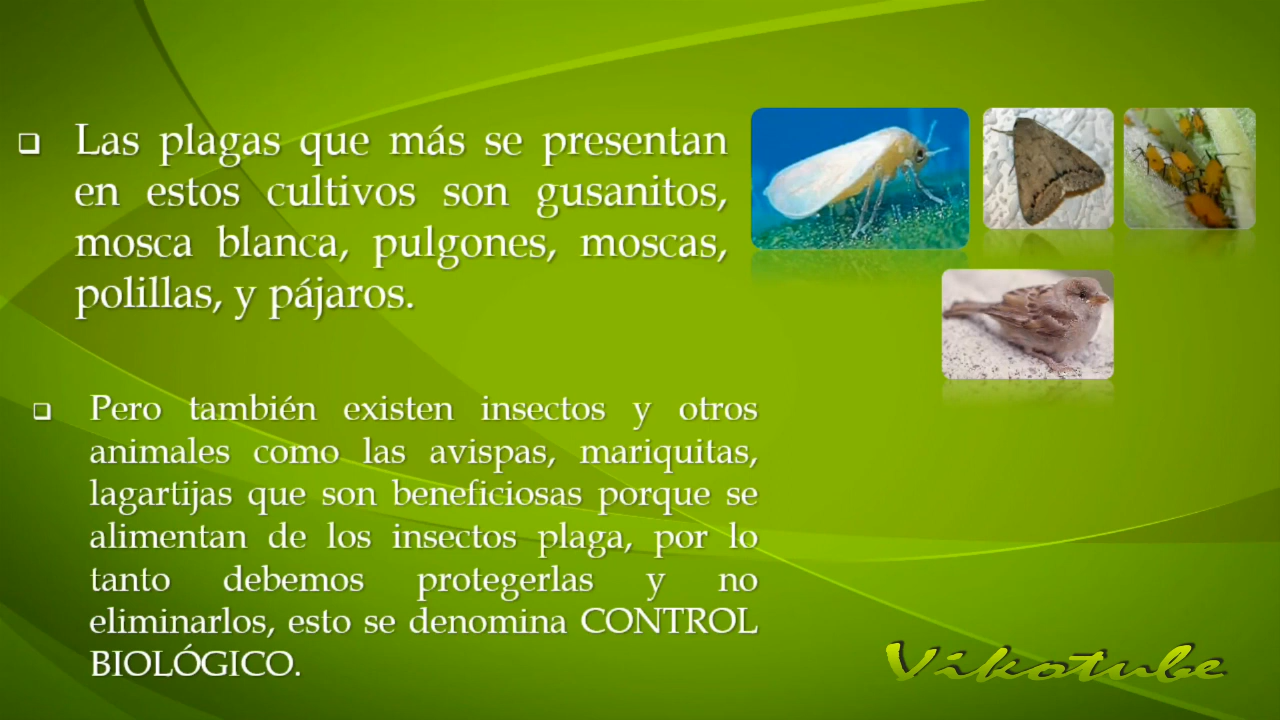 Las plagas que más se presentan
en estos cultivos son gusanitos,
mosca blanca, pulgones, moscas,
polillas, y pájaros.
Pero también existen insectos y otros
animales como las avispas, mariquitas,
lagartijas que son beneficiosas porque se
alimentan de los insectos plaga, por lo
tanto debemos protegerlas y no
eliminarlos, esto se denomina CONTROL
BIOLÓGICO.
Vikotube